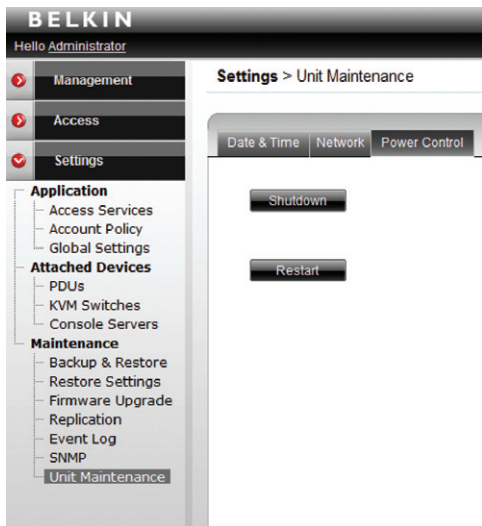 BELKIN
Hello Administrator
Management
Access
Settings
Application
Access Services
Account Policy
Global Settings
Attached Devices
PDUs
KVM Switches
Console Servers
Maintenance
Backup & Restore
Restore Settings
Firmware Upgrade
Replication
Event Log
SNMP
Unit Maintenance
Settings > Unit Maintenance
Date & Time Network Power Control
Shutdown
Restart